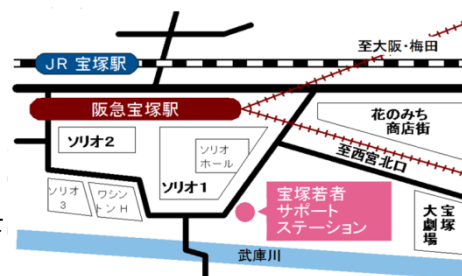 至大阪・梅田
JR 宝塚駅
阪急宝塚駅
花のみち
商店街
ソリオ2
ソリオ
ホール
至西宮北口
ソリオ1
ソリオ
3
ワシン
トンH
宝塚若者
サポート
ステーション
宝塚
大劇場
武庫川